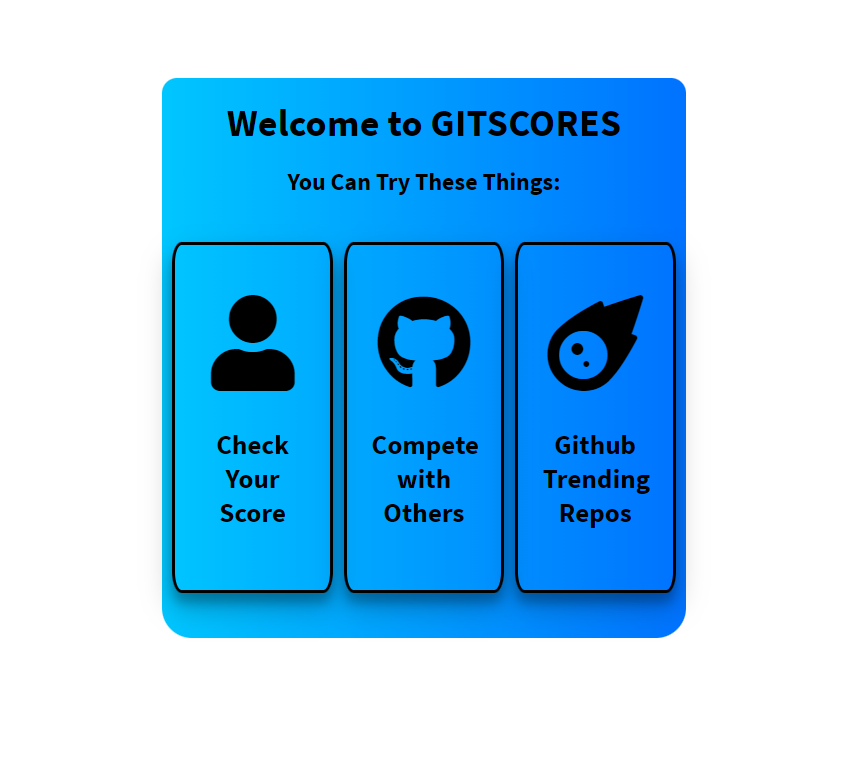 Welcome to GITSCORES
You Can Try These Things:
Check
Your
Score
Compete
with
Others
Github
Trending
Repos